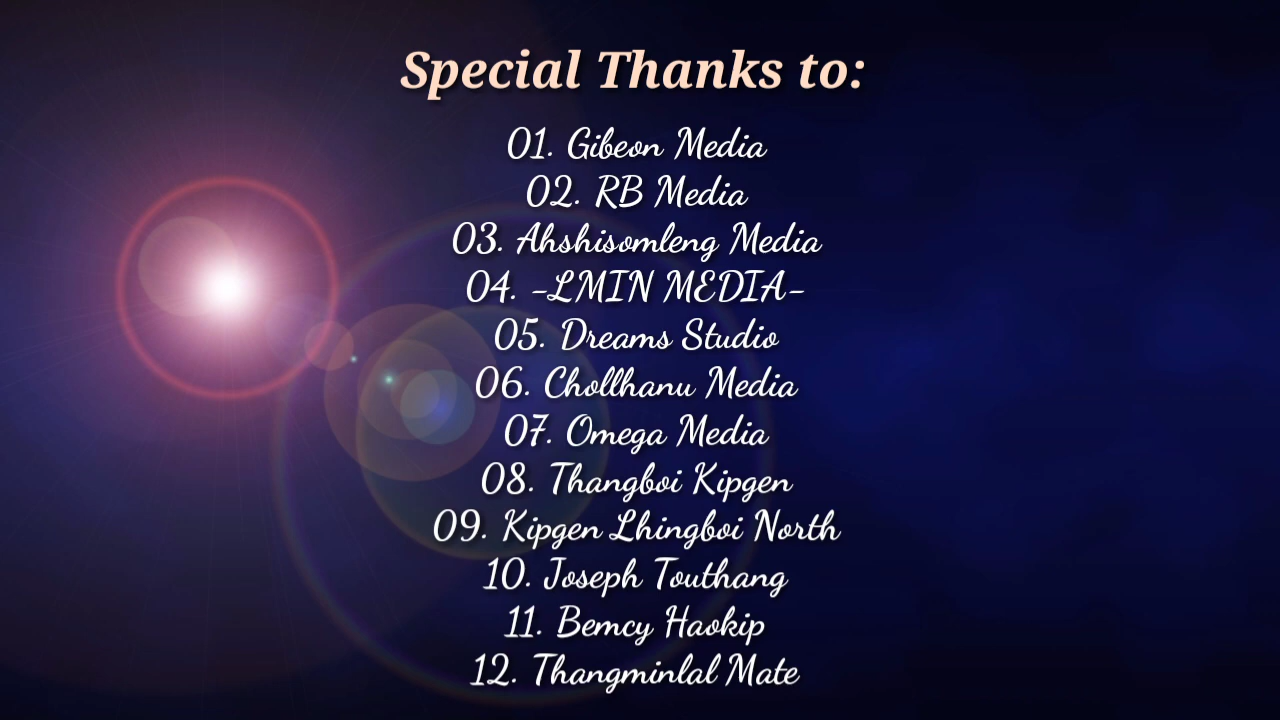 Special Thanks to:
01. Gibeon Media
02. RB Media
03. Ahshisomleng Media
04. -LMIN MEDIA-
05. Dreams Studio
06. Chollhanu Media
07. Omega Media
08. Thangboi Kipgen
09. Kipgen Lhingboi North
10. Joseph Touthang
11. Bemcy Haokip
12. Thangminlal Mate